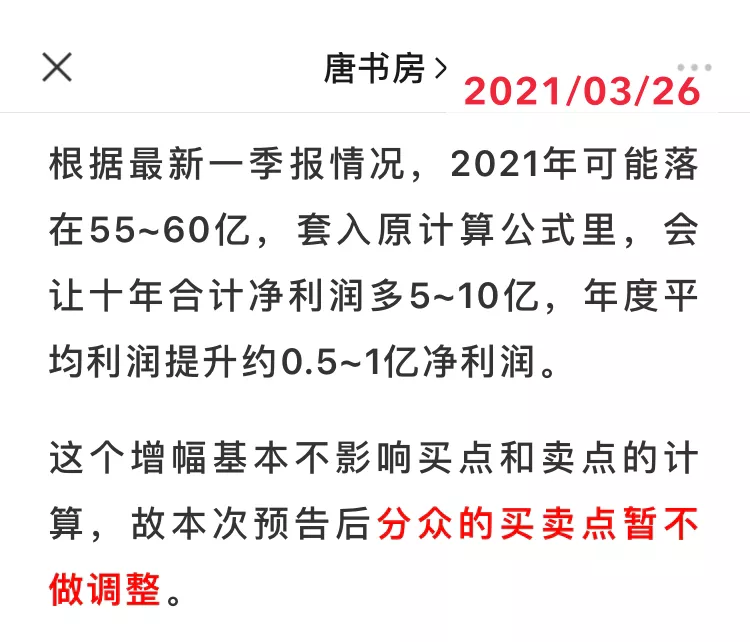 唐书房
2021/03/26
根据最新一季报情况，2021年可能落
在55~60亿，套入原计算公式里，会
让十年合计净利润多5~10亿，年度平
均利润提升约0.5~1亿净利润。
这个增幅基本不影响买点和卖点的计
算，故本次预告后分众的买卖点暂不
做调整。